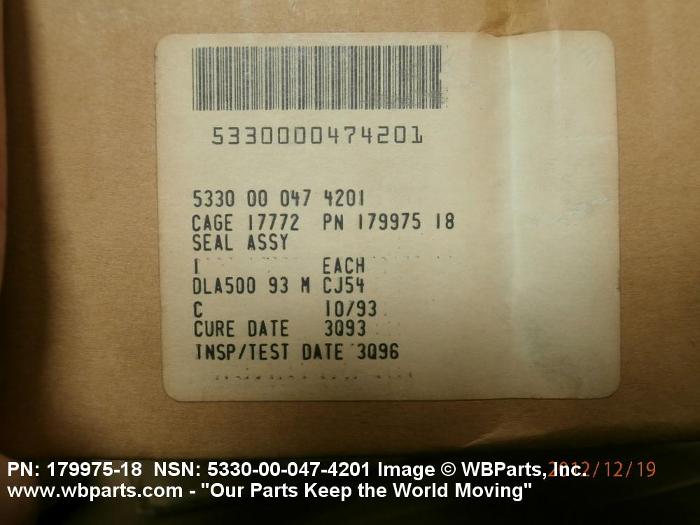 5330000474201
5330 00 047 4201
CAGE 17772 PN 179975 18
SEAL ASSY
1 EACH
DLA500 93 M CJ54
C 10/93
CURE DATE 3Q93
INSP/TEST DATE 3Q96
PN: 179975-18 NSN: 5330-00-047-4201 Image © WBParts, Inc.
2012/12/19
www.wbparts.com - "Our Parts Keep the World Moving"